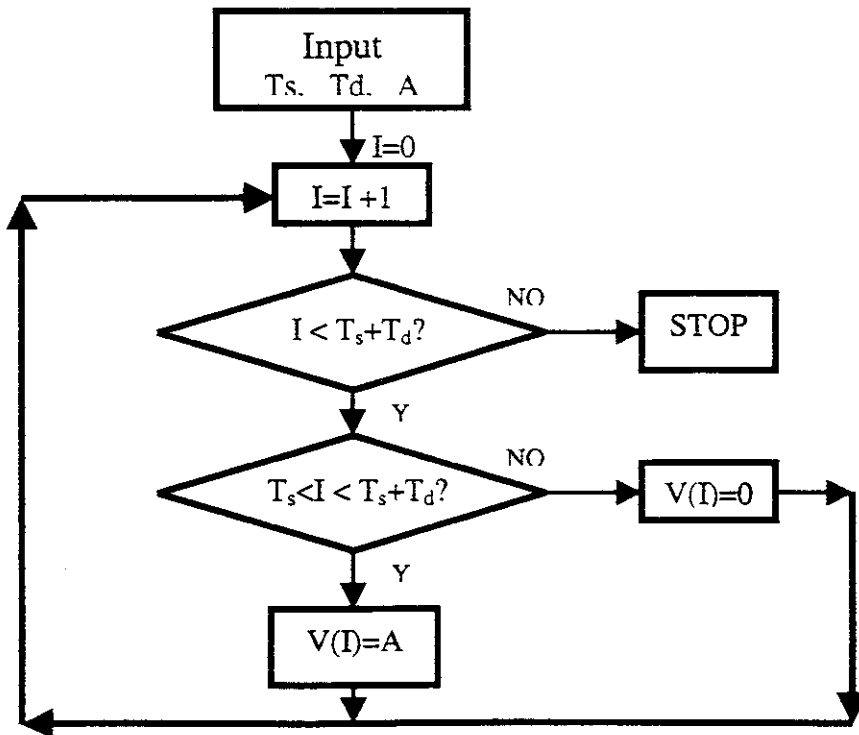 Input
Ts. Td. A
I=0
I=I +1
NO
I < Ts+Td?
STOP
Y
NO
Ts<I < Ts+Td?
V(I)=0
Y
V(I)=A